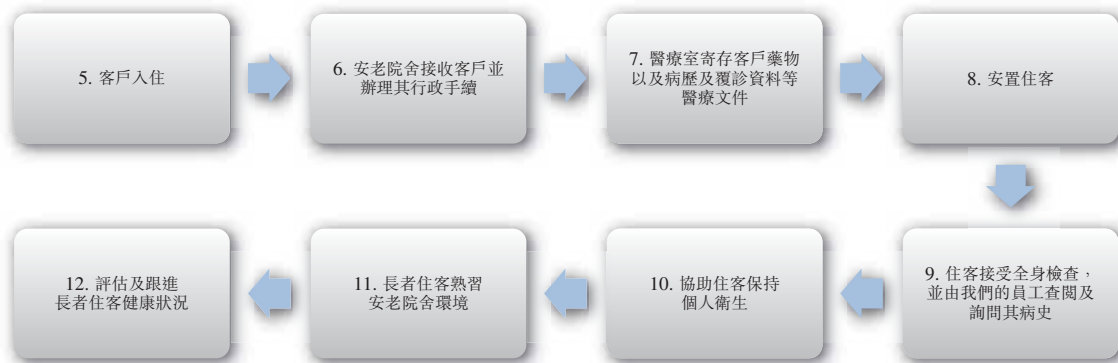 5. 客戶入住
6. 安老院舍接收客戶並
辦理其行政手續
7. 醫療室寄存客戶藥物
以及病歷及覆診資料等
醫療文件
8. 安置住客
9. 住客接受全身檢查，
並由我們的員工查閱及
詢問其病史
10. 協助住客保持
個人衛生
11. 長者住客熟習
安老院舍環境
12. 評估及跟進
長者住客健康狀況